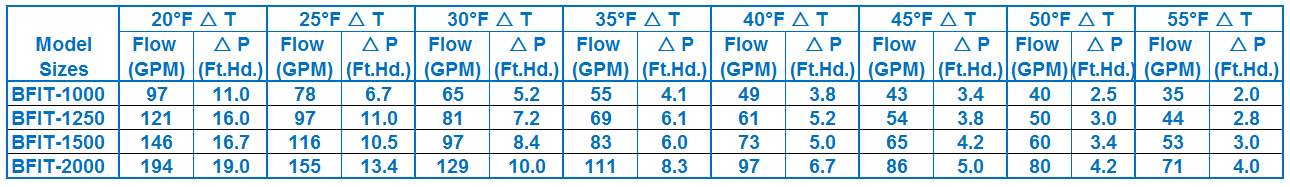 20°F △ T 25°F △ T 30°F △ T 35°F △ T 40°F △ T 45°F △ T 50°F △ T 55°F △ T
Model Flow △ P Flow △ P Flow △ P Flow △ P Flow △ P Flow △ P Flow △ P Flow △ P
Sizes (GPM) (Ft.Hd.) (GPM) (Ft.Hd.) (GPM) (Ft.Hd.) (GPM) (Ft.Hd.) (GPM) (Ft.Hd.) (GPM) (Ft.Hd.) (GPM) (Ft.Hd.) (GPM) (Ft.Hd.)
BFIT-1000 97 11.0 78 6.7 65 5.2 55 4.1 49 3.8 43 3.4 40 2.5 35 2.0
BFIT-1250 121 16.0 97 11.0 81 7.2 69 6.1 61 5.2 54 3.8 50 3.0 44 2.8
BFIT-1500 146 16.7 116 10.5 97 8.4 83 6.0 73 5.0 65 4.2 60 3.4 53 3.0
BFIT-2000 194 19.0 155 13.4 129 10.0 111 8.3 97 6.7 86 5.0 80 4.2 71 4.0